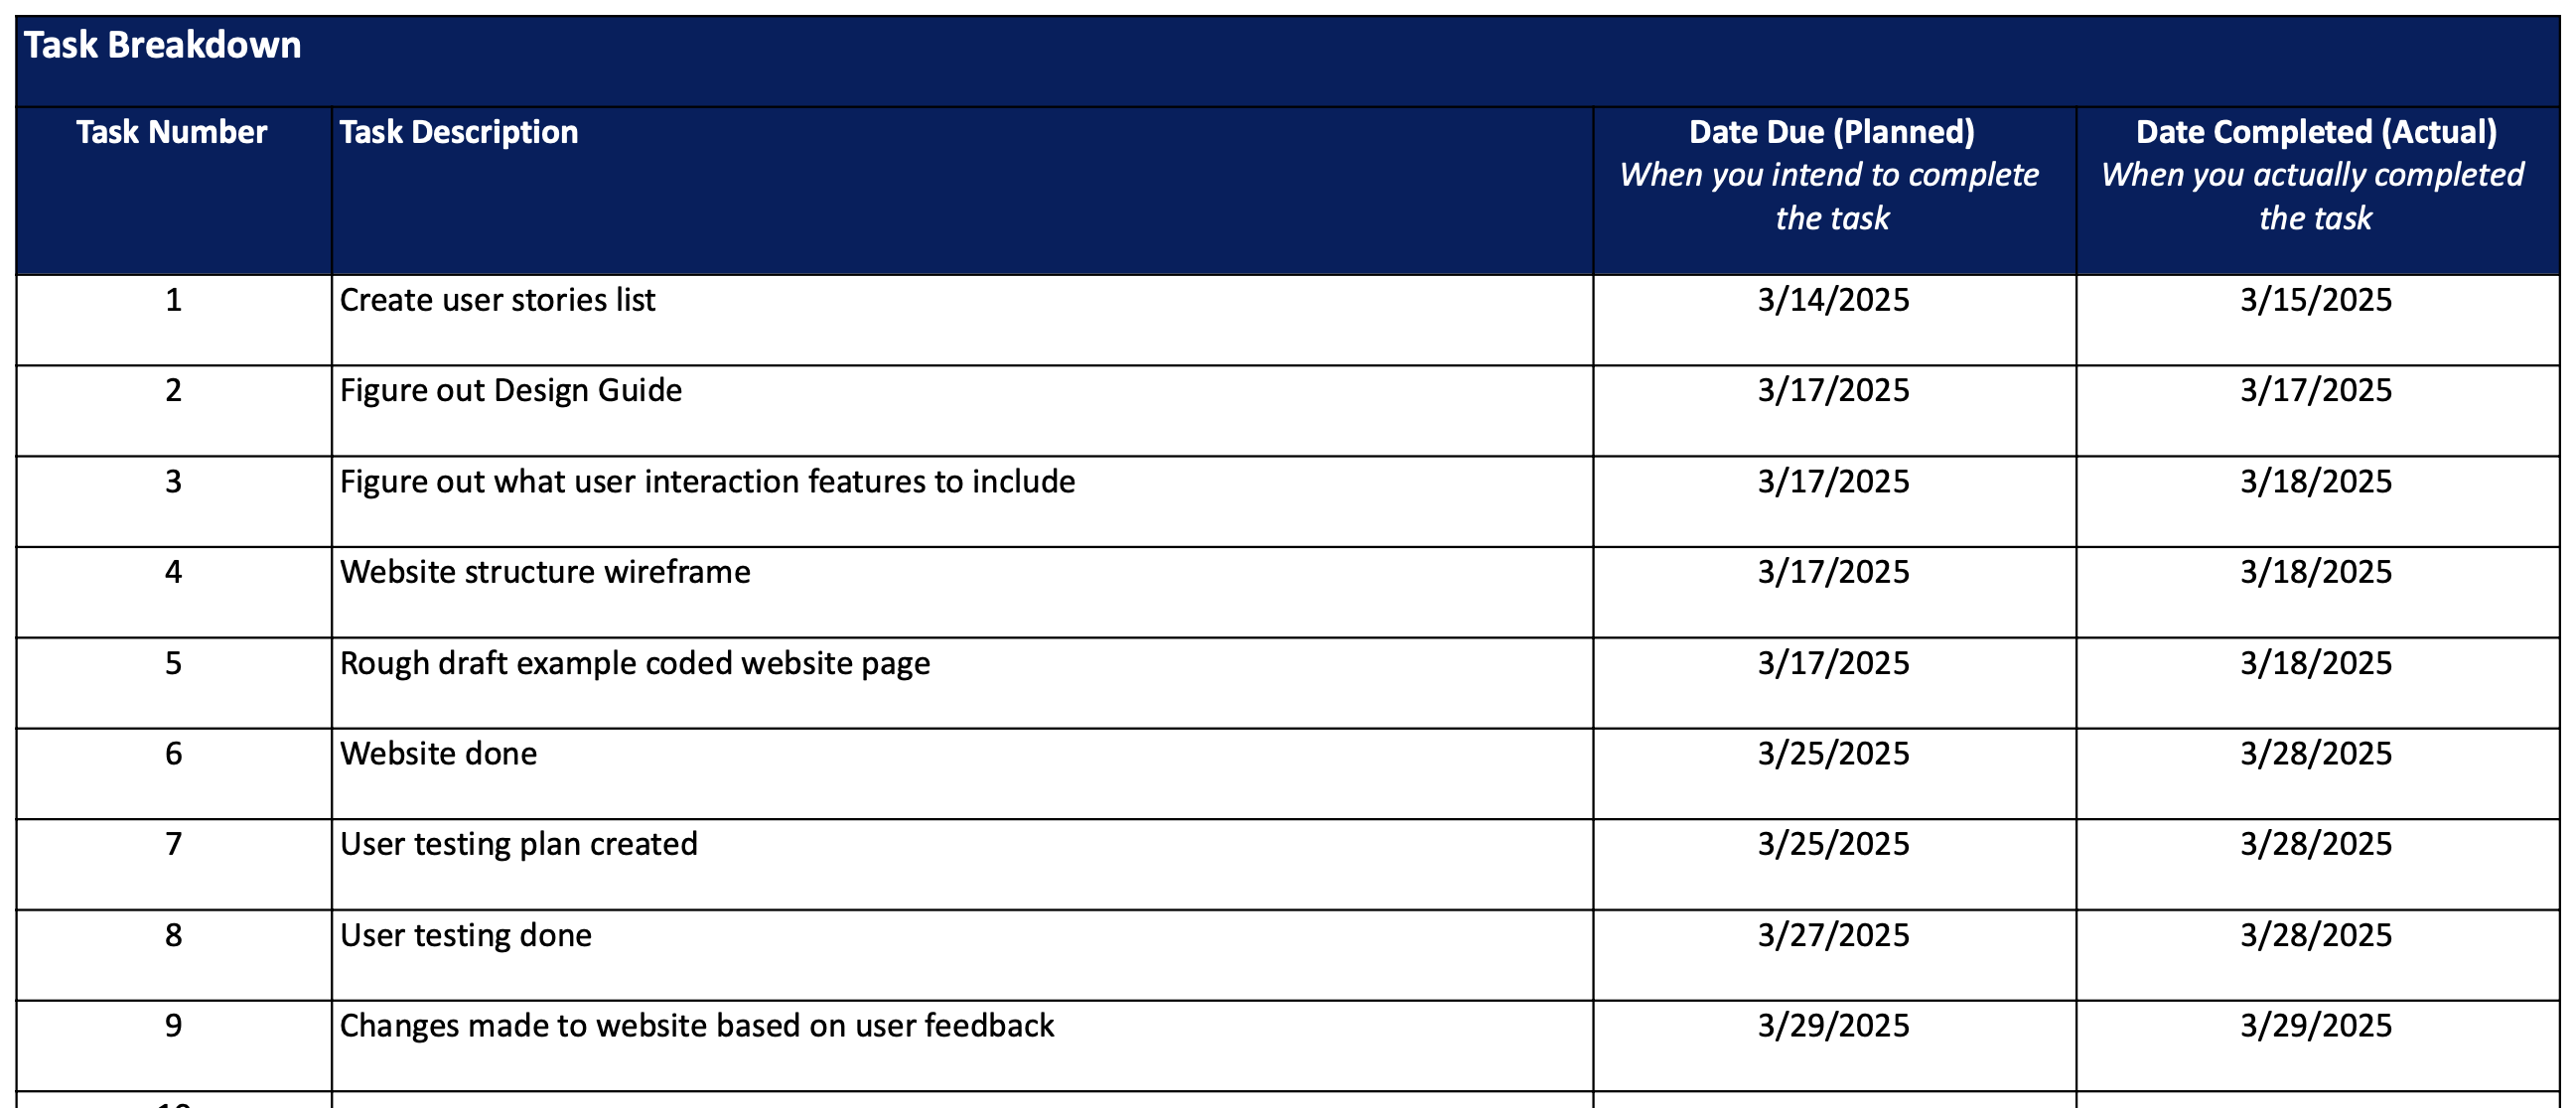 Task Breakdown
Task Number Task Description Date Due (Planned) Date Completed (Actual)
When you intend to complete When you actually completed
the task the task
1 Create user stories list 3/14/2025 3/15/2025
2 Figure out Design Guide 3/17/2025 3/17/2025
3 Figure out what user interaction features to include 3/17/2025 3/18/2025
4 Website structure wireframe 3/17/2025 3/18/2025
5 Rough draft example coded website page 3/17/2025 3/18/2025
6 Website done 3/25/2025 3/28/2025
7 User testing plan created 3/25/2025 3/28/2025
8 User testing done 3/27/2025 3/28/2025
9 Changes made to website based on user feedback 3/29/2025 3/29/2025